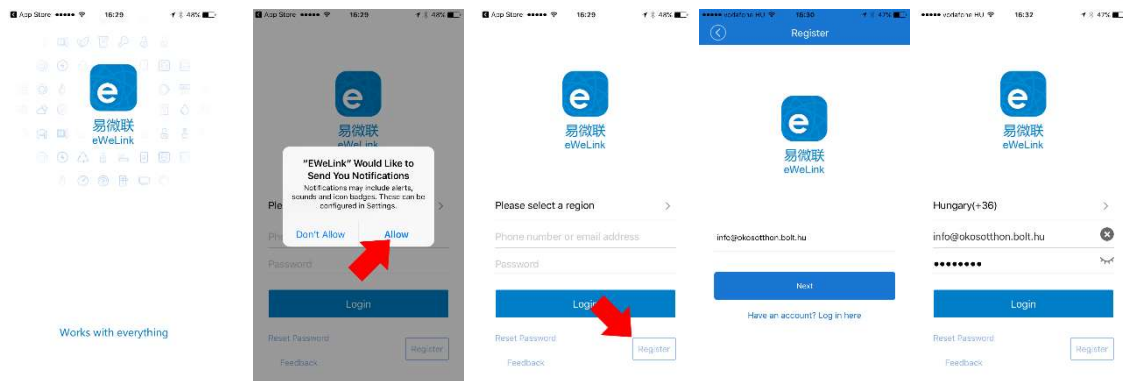 App Store
16:29
48%
e
易微联
eWeLink
Works with everything
App Store
16:29
48%
易微联
eWeLink
"EWeLink" Would Like to
Send You Notifications
Notifications may include alerts,
sounds and icon badges. These can be
configured in Settings.
Don't Allow
Allow
Ple
Password
Login
Reset Password
Register
Feedback
App Store
16:29
48%
e
易微联
eWeLink
Please select a region
Phone number or email address
Password
Login
Reset Password
Register
Feedback
vodafone HU
16:30
47%
Register
e
易微联
eWeLink
info@okosotthon.bolt.hu
Next
Have an account? Log in here
vodafone HU
16:32
47%
e
易微联
eWeLink
Hungary(+36)
info@okosotthon.bolt.hu
Login
Reset Password
Register
Feedback